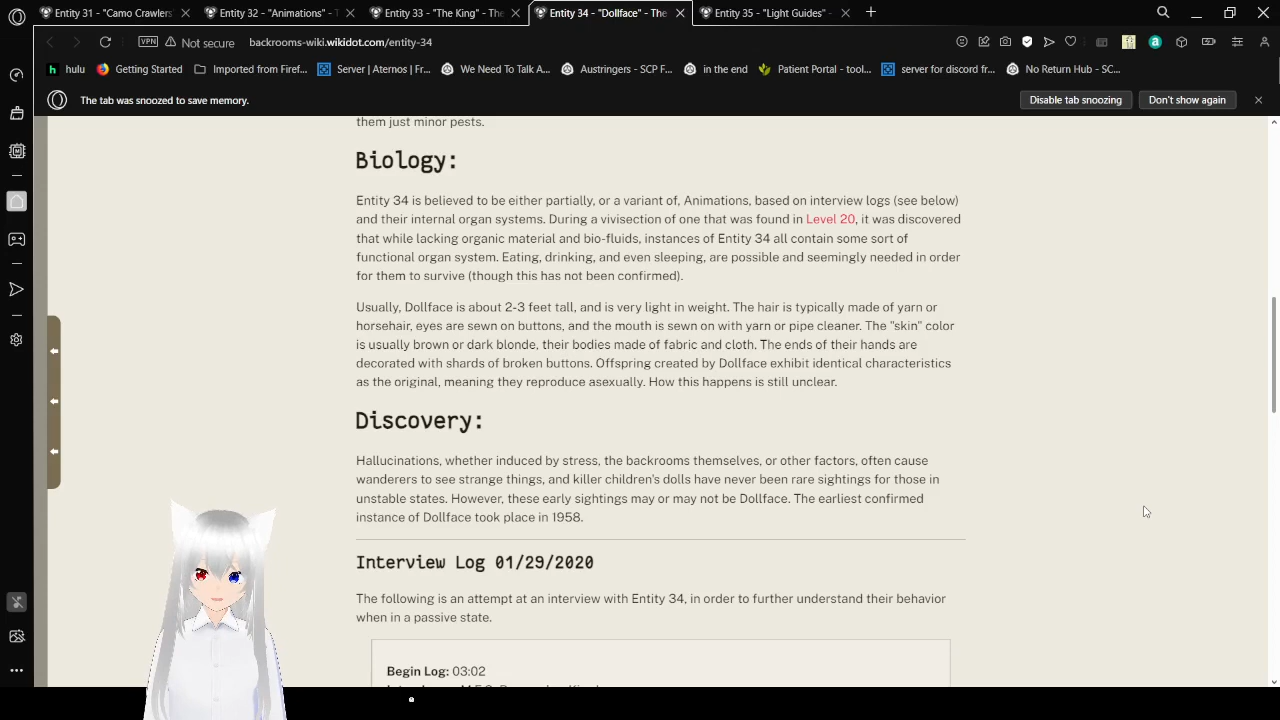 Entity 31 - "Camo Crawlers"
Entity 32 - "Animations" - T
Entity 33 - "The King" - The
Entity 34 - "Dollface" - The
Entity 35 - "Light Guides" -
VPN
Not secure
backrooms-wiki.wikidot.com/entity-34
hulu
Getting Started
Imported from Firef...
Server | Aternos | Fr...
We Need To Talk A...
Austringers - SCP F...
in the end
Patient Portal - tool...
server for discord fr...
No Return Hub - SC...
The tab was snoozed to save memory.
Disable tab snoozing
Don't show again
them just minor pests.
Biology:
Entity 34 is believed to be either partially, or a variant of, Animations, based on interview logs (see below)
and their internal organ systems. During a vivisection of one that was found in Level 20, it was discovered
that while lacking organic material and bio-fluids, instances of Entity 34 all contain some sort of
functional organ system. Eating, drinking, and even sleeping, are possible and seemingly needed in order
for them to survive (though this has not been confirmed).
Usually, Dollface is about 2-3 feet tall, and is very light in weight. The hair is typically made of yarn or
horsehair, eyes are sewn on buttons, and the mouth is sewn on with yarn or pipe cleaner. The "skin" color
is usually brown or dark blonde, their bodies made of fabric and cloth. The ends of their hands are
decorated with shards of broken buttons. Offspring created by Dollface exhibit identical characteristics
as the original, meaning they reproduce asexually. How this happens is still unclear.
Discovery:
Hallucinations, whether induced by stress, the backrooms themselves, or other factors, often cause
wanderers to see strange things, and killer children's dolls have never been rare sightings for those in
unstable states. However, these early sightings may or may not be Dollface. The earliest confirmed
instance of Dollface took place in 1958.
Interview Log 01/29/2020
The following is an attempt at an interview with Entity 34, in order to further understand their behavior
when in a passive state.
Begin Log: 03:02